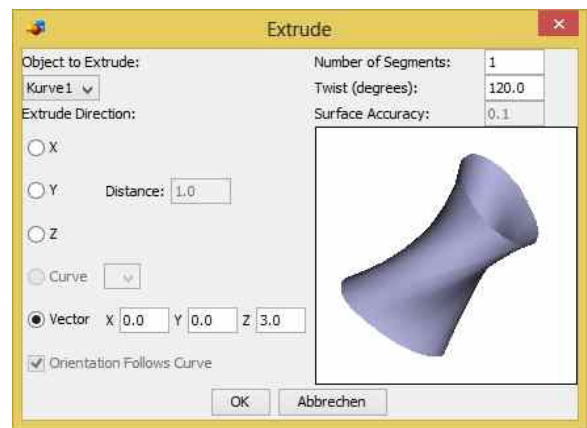 Extrude
Object to Extrude:
Kurve1
Extrude Direction:
X
Y Distance: 1.0
Z
Curve
Vector X 0.0 Y 0.0 Z 3.0
Orientation Follows Curve
Number of Segments: 1
Twist (degrees): 120.0
Surface Accuracy: 0.1
OK Abbrechen